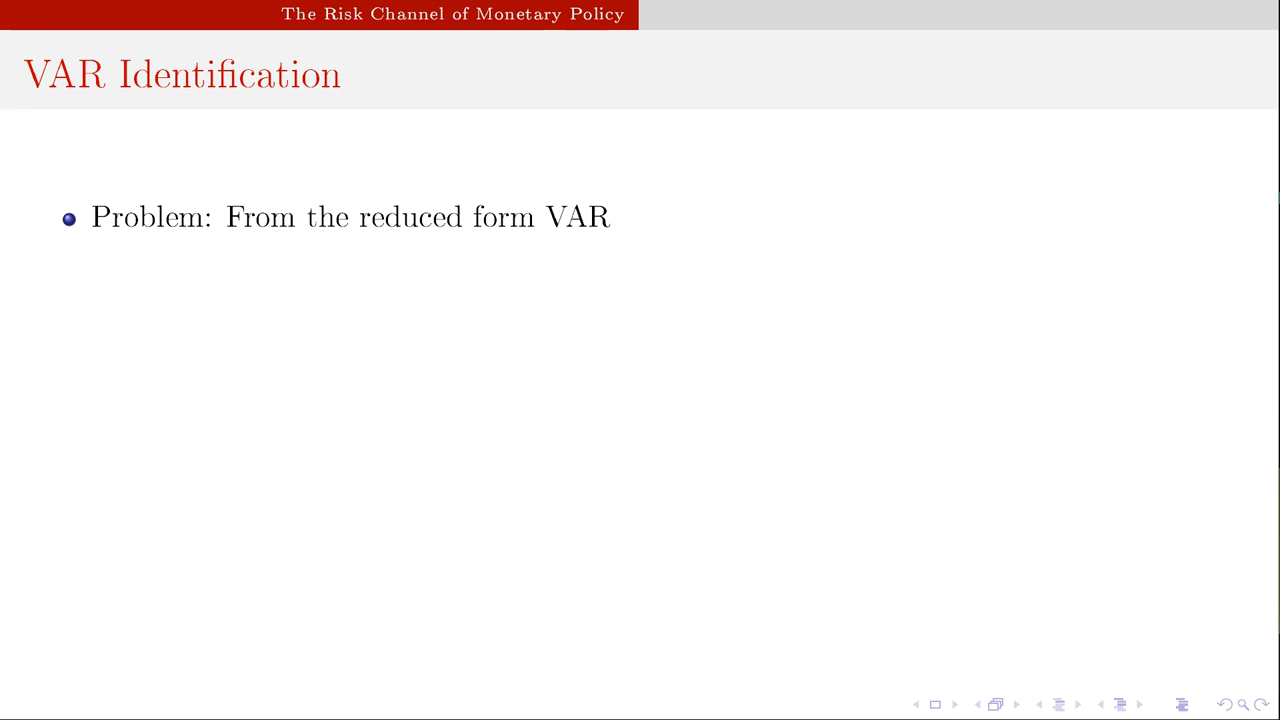 The Risk Channel of Monetary Policy
VAR Identification
Problem: From the reduced form VAR